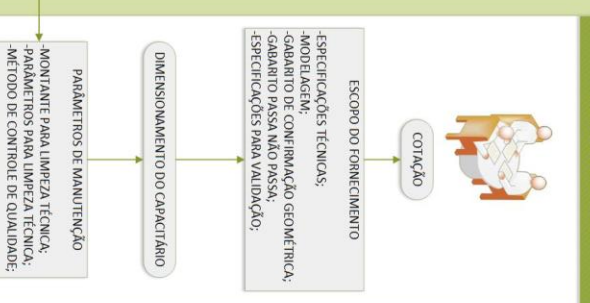 COTAÇÃO
ESCOPO DO FORNECIMENTO
-ESPECIFICAÇÕES TÉCNICAS;
-MODELAGEM;
-GABARITO DE CONFIRMAÇÃO GEOMÉTRICA;
-GABARITO PASSA NÃO PASSA;
-ESPECIFICAÇÕES PARA VALIDAÇÃO;
DIMENSIONAMENTO DO CAPACITÁRIO
PARÂMETROS DE MANUTENÇÃO
-MONTANTE PARA LIMPEZA TÉCNICA;
-PARÂMETROS PARA LIMPEZA TÉCNICA;
-MÉTODO DE CONTROLE DE QUALIDADE;